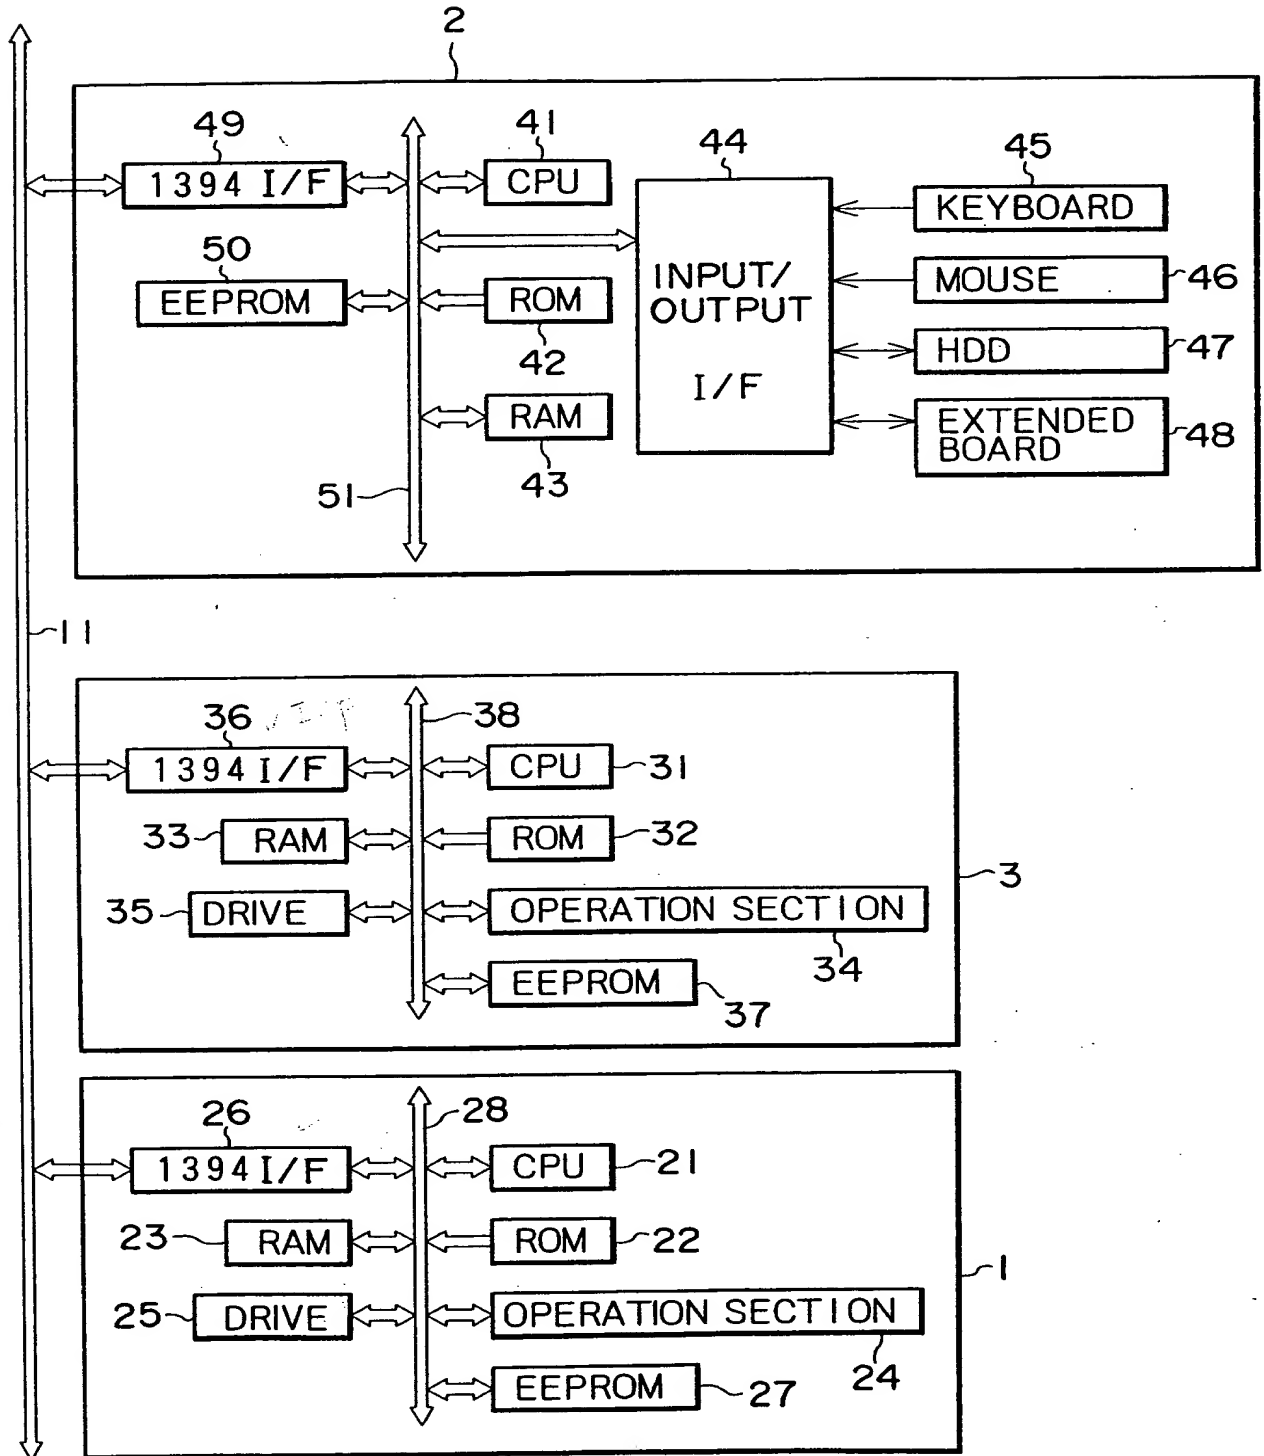 2
49
1394 I/F
41
CPU
44
INPUT/
OUTPUT
I/F
45
KEYBOARD
50
EEPROM
ROM
42
MOUSE
46
HDD
47
RAM
43
EXTENDED
BOARD
48
51
11
36
1394 I/F
38
CPU
31
33
RAM
ROM
32
35
DRIVE
OPERATION SECTION
34
3
EEPROM
37
26
1394 I/F
28
CPU
21
23
RAM
ROM
22
25
DRIVE
OPERATION SECTION
24
1
EEPROM
27